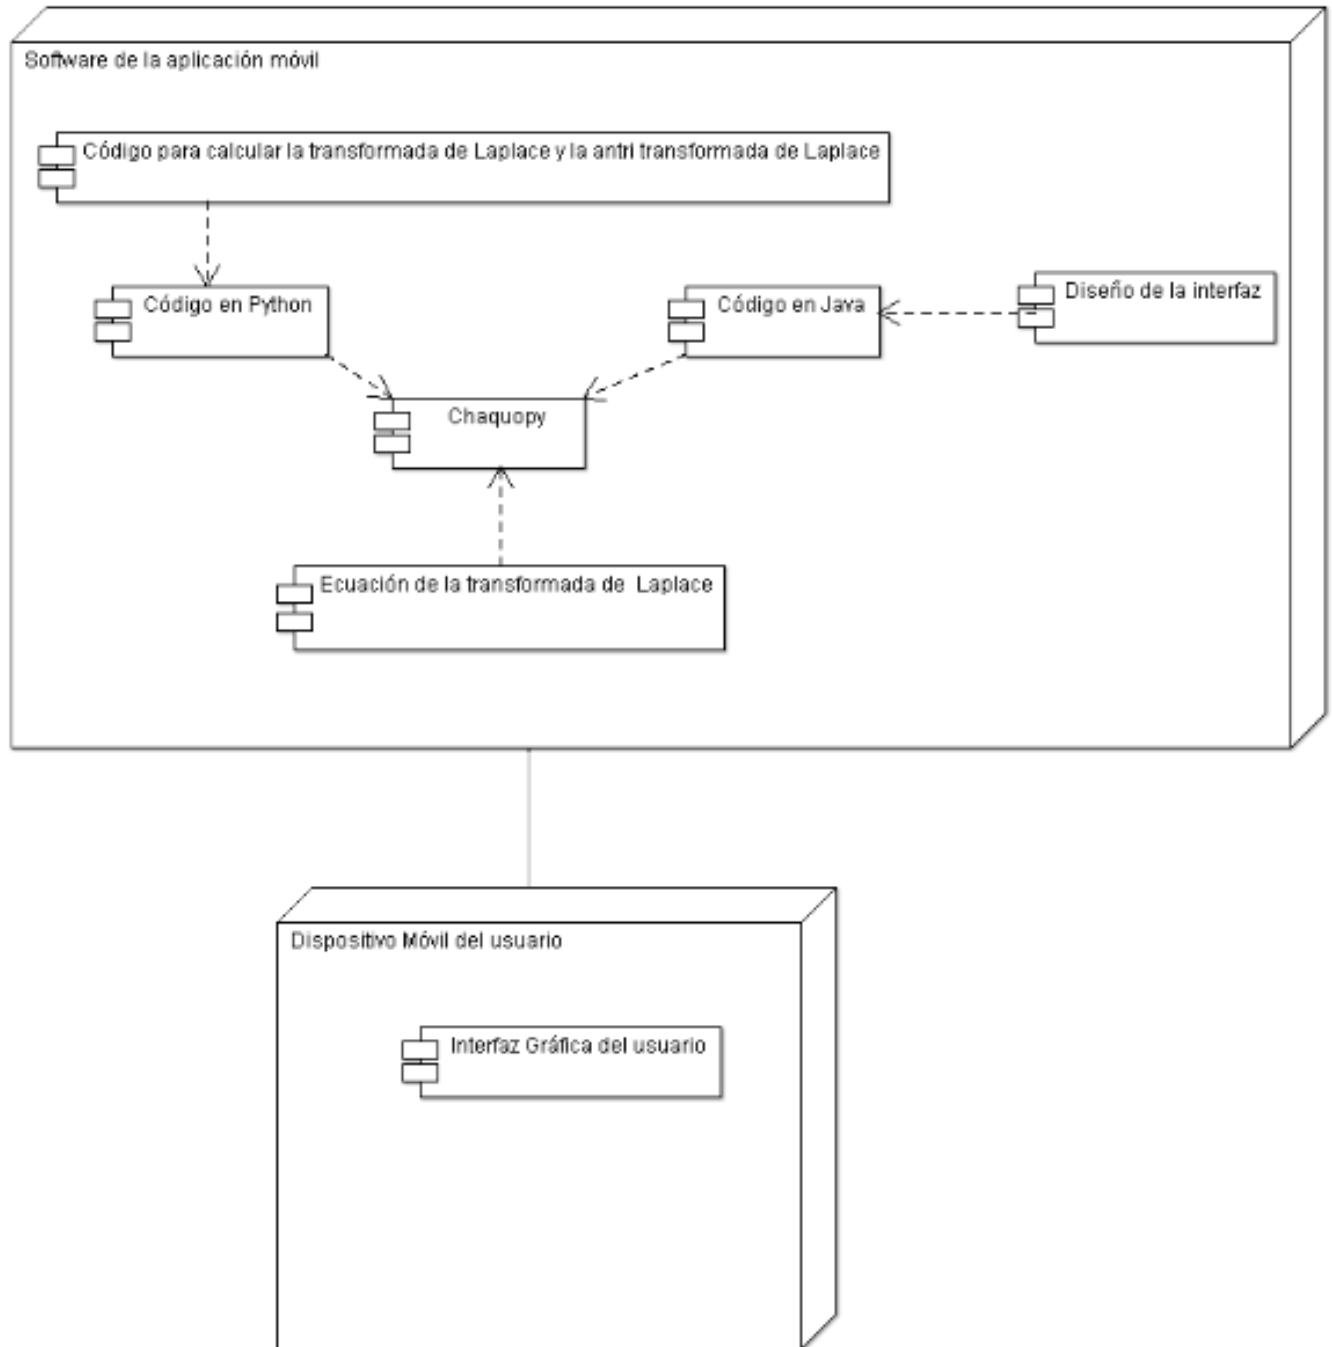 Software de la aplicación móvil
Código para calcular la transformada de Laplace y la antri transformada de Laplace
Código en Python
Código en Java
Diseño de la interfaz
Chaquopy
Ecuación de la transformada de Laplace
Dispositivo Móvil del usuario
Interfaz Gráfica del usuario